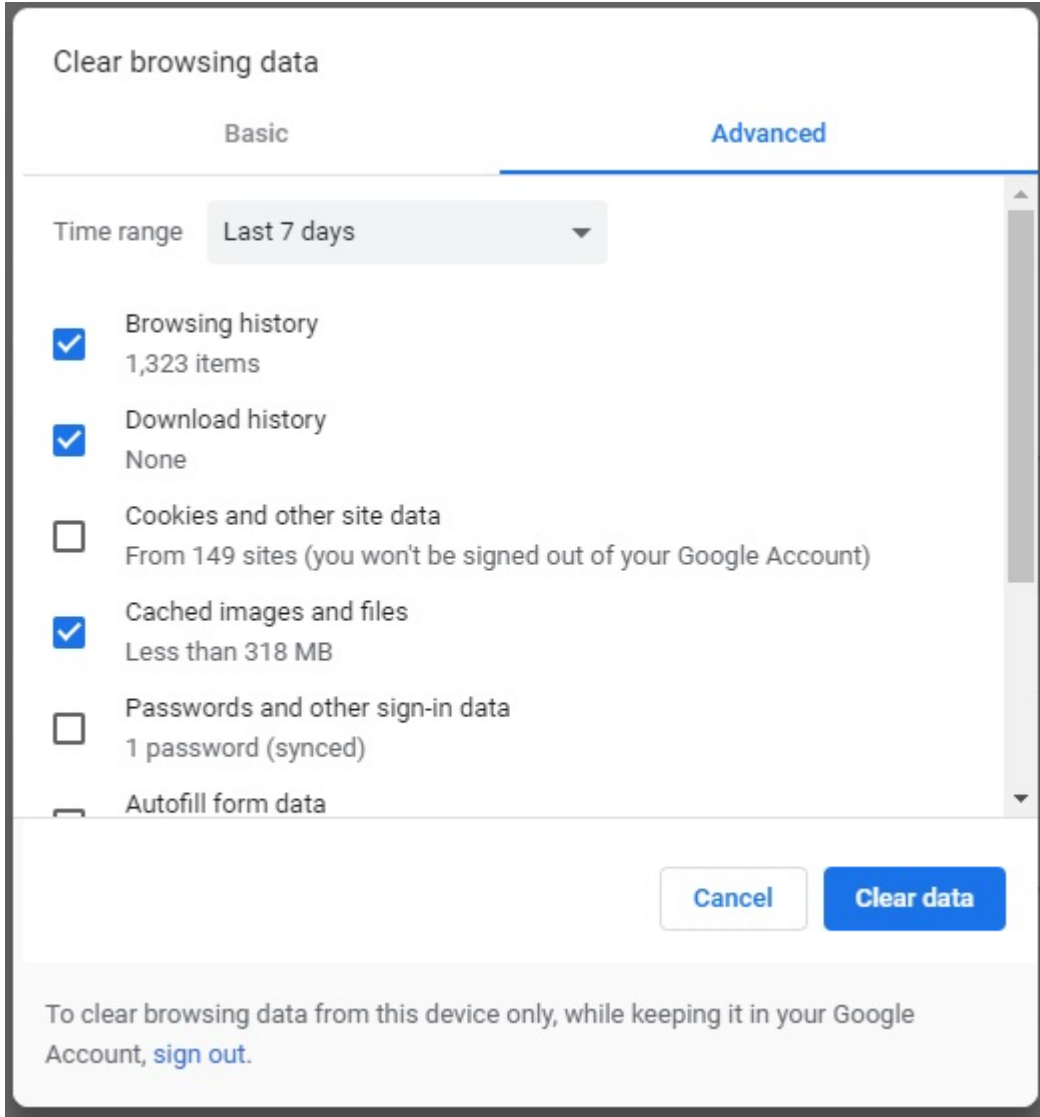 Clear browsing data
Basic
Advanced
Time range
Last 7 days
Browsing history
1,323 items
Download history
None
Cookies and other site data
From 149 sites (you won't be signed out of your Google Account)
Cached images and files
Less than 318 MB
Passwords and other sign-in data
1 password (synced)
Autofill form data
Cancel
Clear data
To clear browsing data from this device only, while keeping it in your Google
Account, sign out.